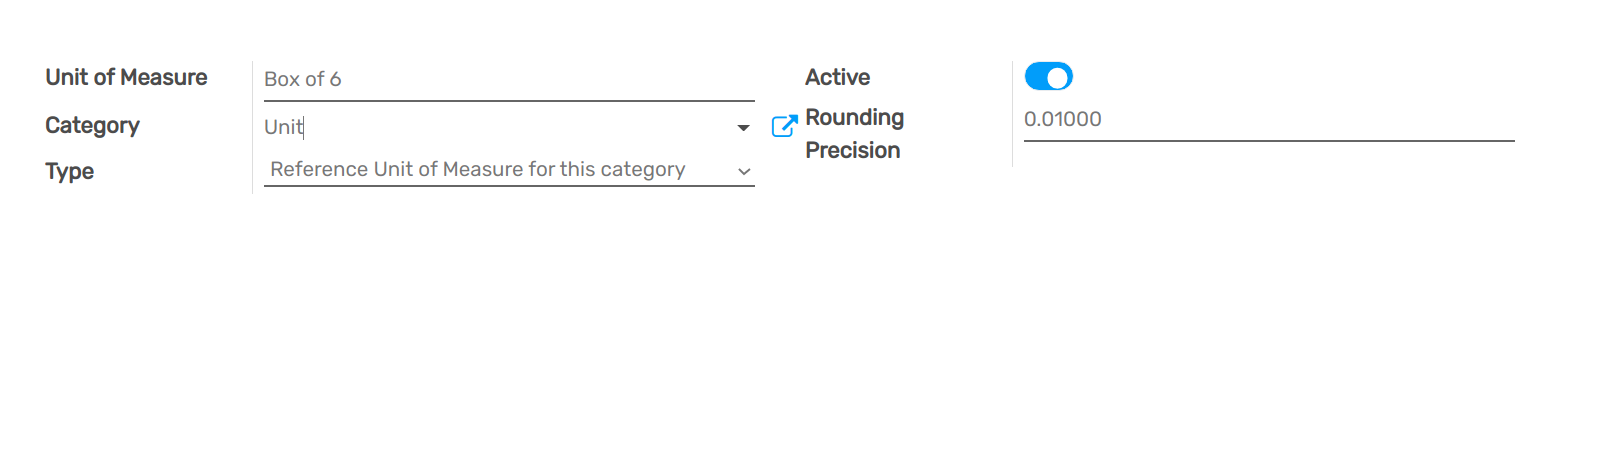 Unit of Measure Box of 6
Category Unit
Type Reference Unit of Measure for this category
Active
Rounding Precision 0.01000